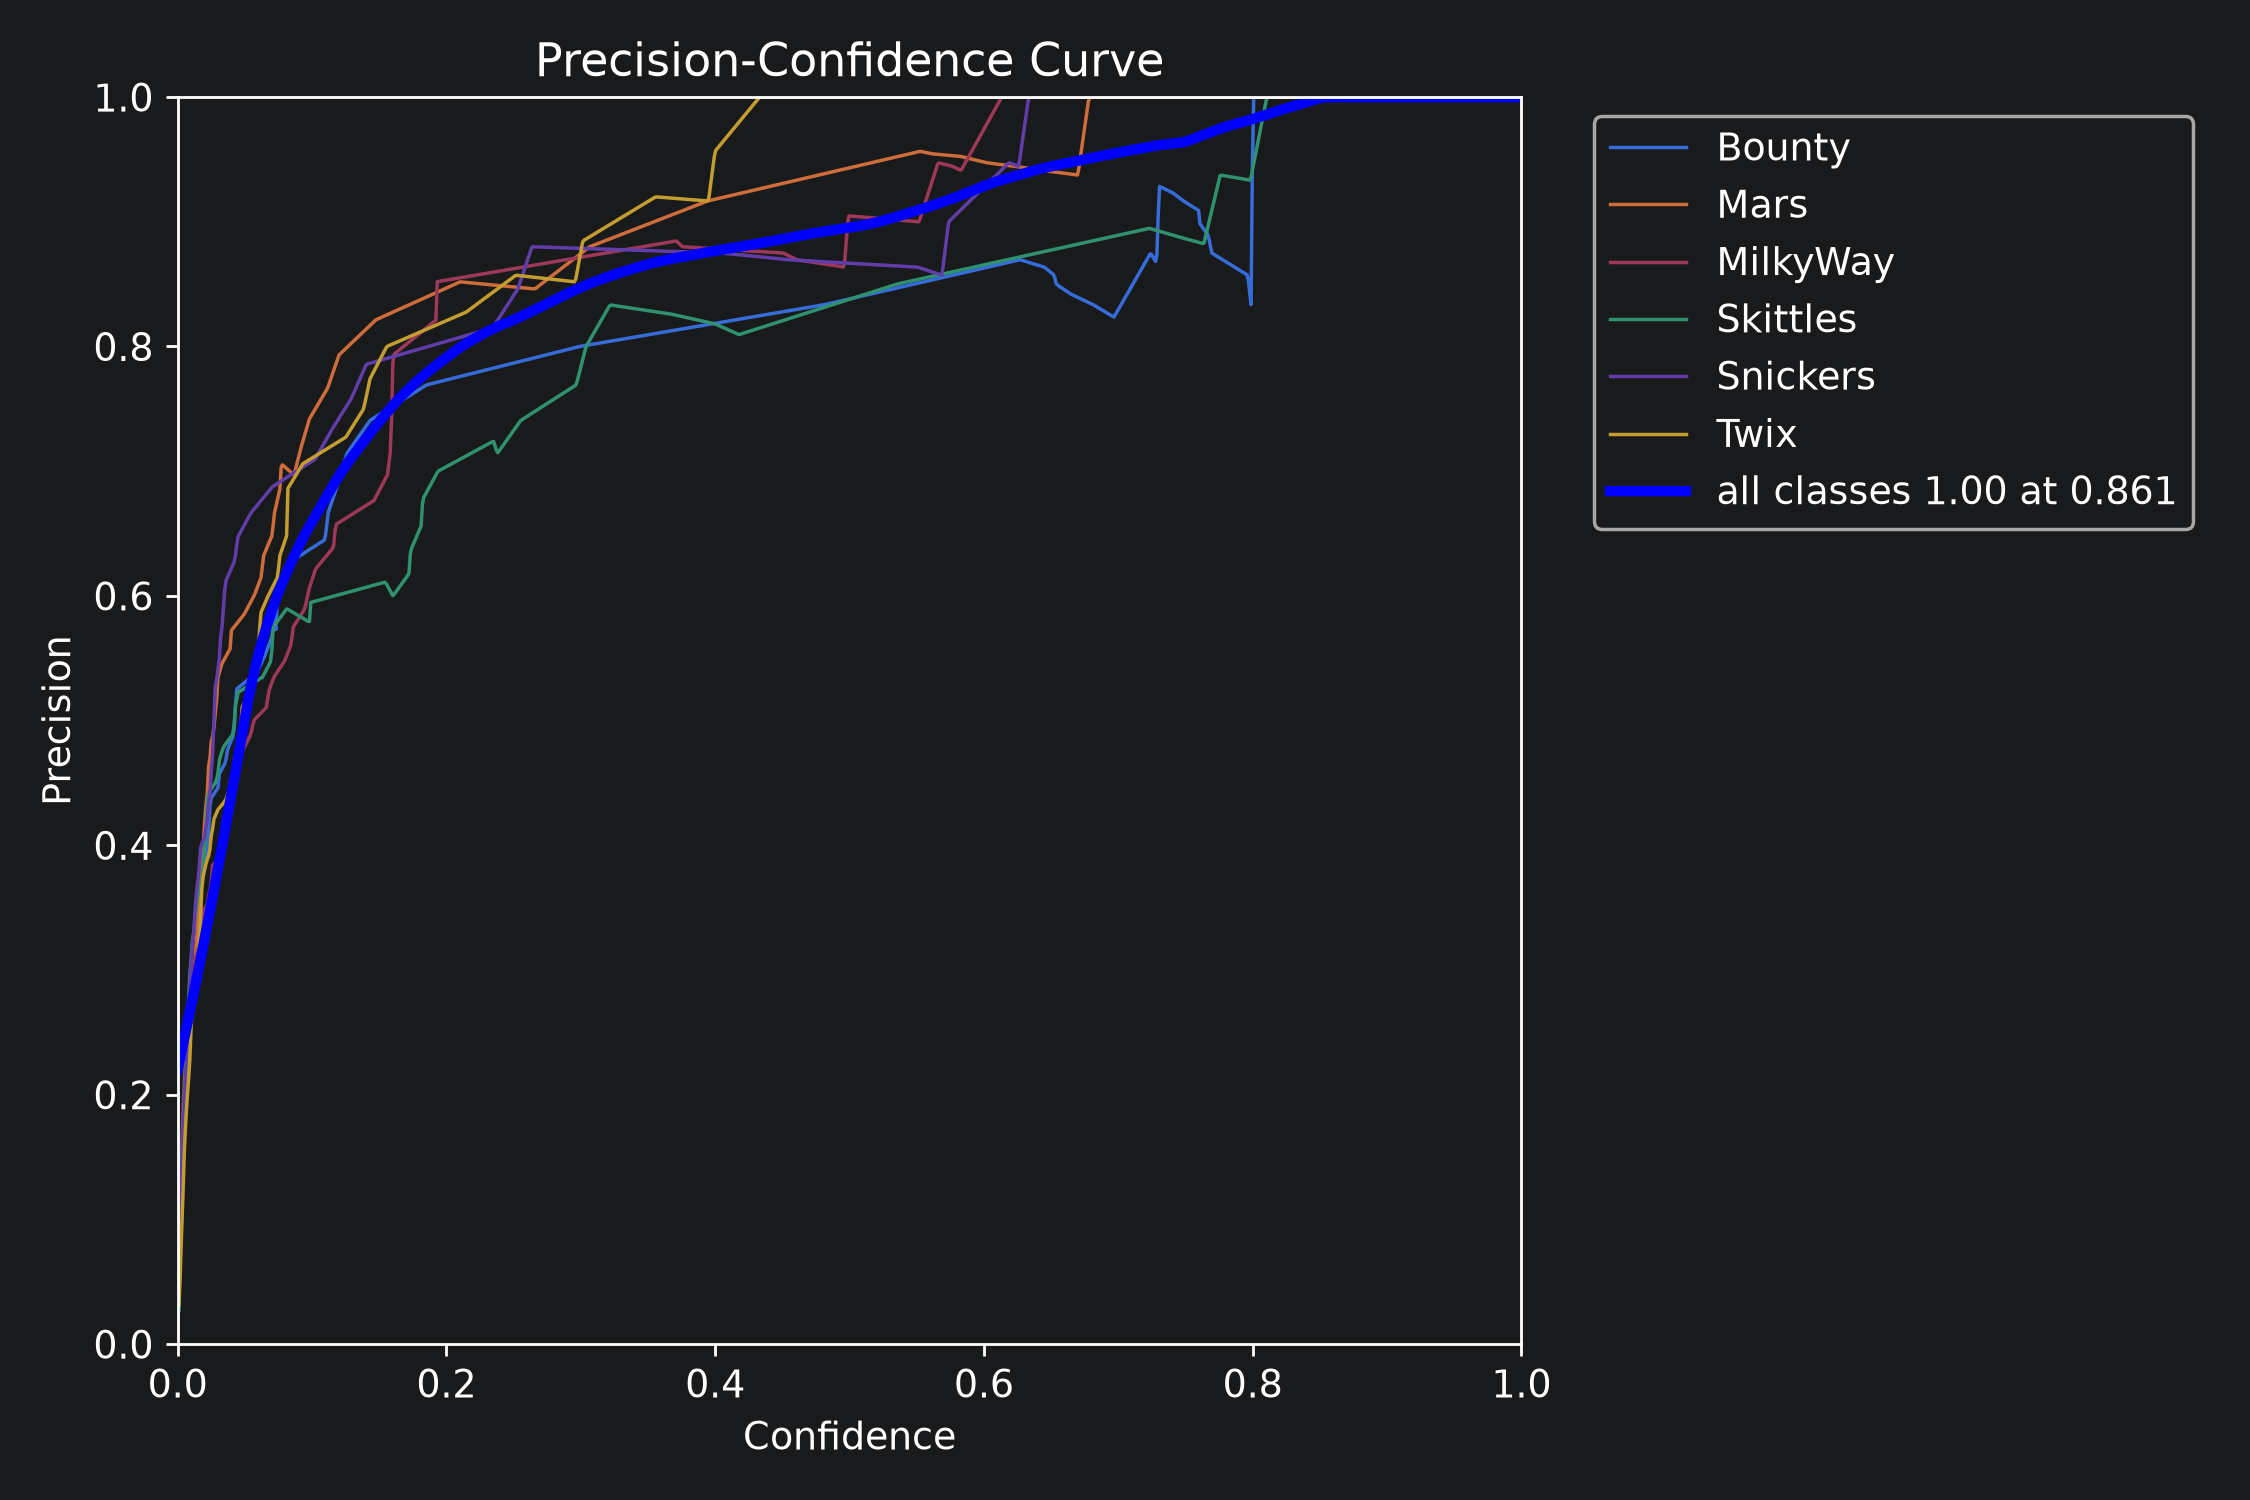 Precision-Confidence Curve
1.0
0.8
0.6
0.4
0.2
0.0
Precision
0.0 0.2 0.4 0.6 0.8 1.0
Confidence
Bounty
Mars
MilkyWay
Skittles
Snickers
Twix
all classes 1.00 at 0.861